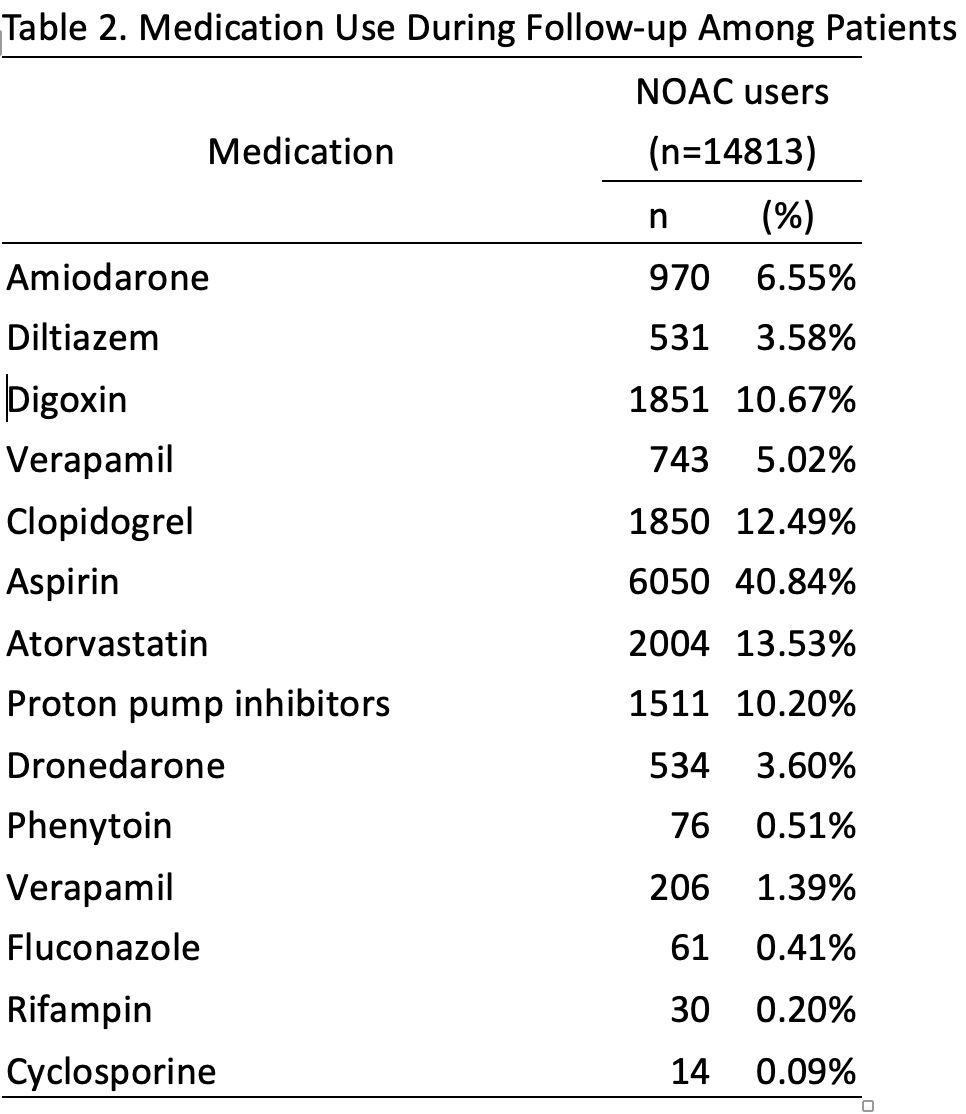 Table 2. Medication Use During Follow-up Among Patients
NOAC users
Medication (n=14813)
n (%)
Amiodarone 970 6.55%
Diltiazem 531 3.58%
Digoxin 1851 10.67%
Verapamil 743 5.02%
Clopidogrel 1850 12.49%
Aspirin 6050 40.84%
Atorvastatin 2004 13.53%
Proton pump inhibitors 1511 10.20%
Dronedarone 534 3.60%
Phenytoin 76 0.51%
Verapamil 206 1.39%
Fluconazole 61 0.41%
Rifampin 30 0.20%
Cyclosporine 14 0.09%